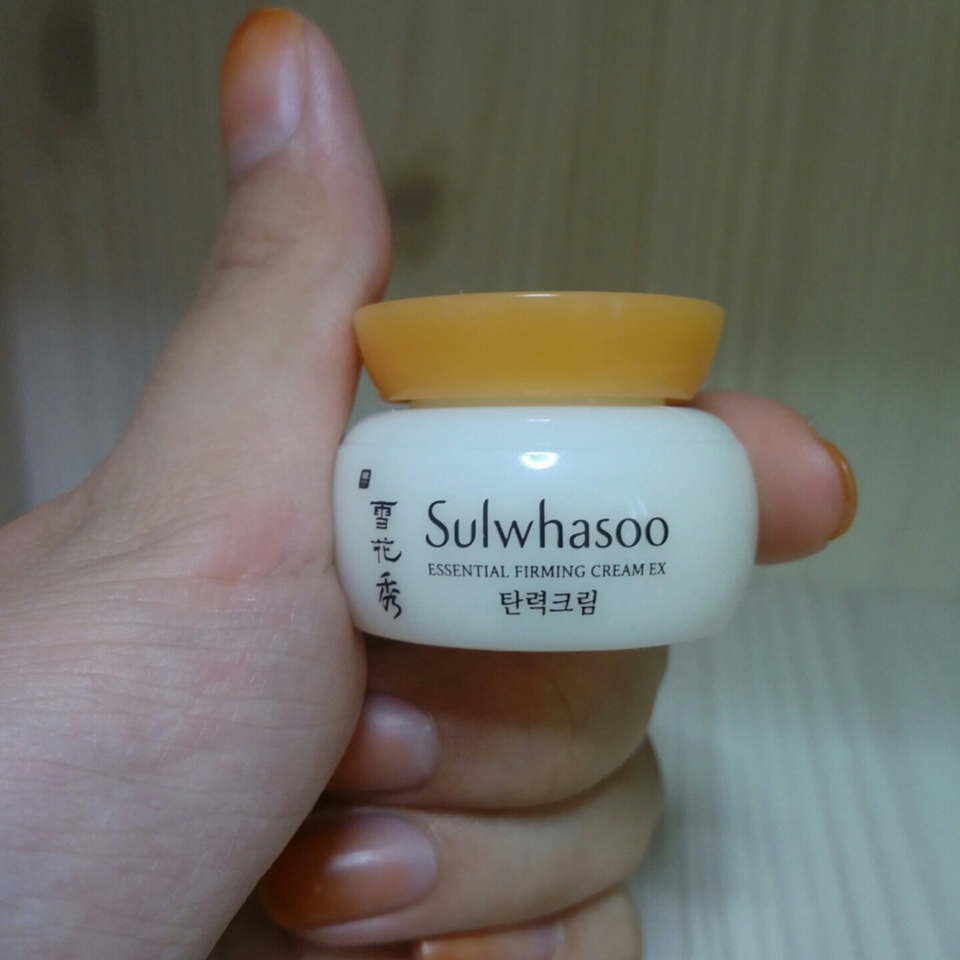 雪花秀
Sulwhasoo
ESSENTIAL FIRMING CREAM EX
탄력크림